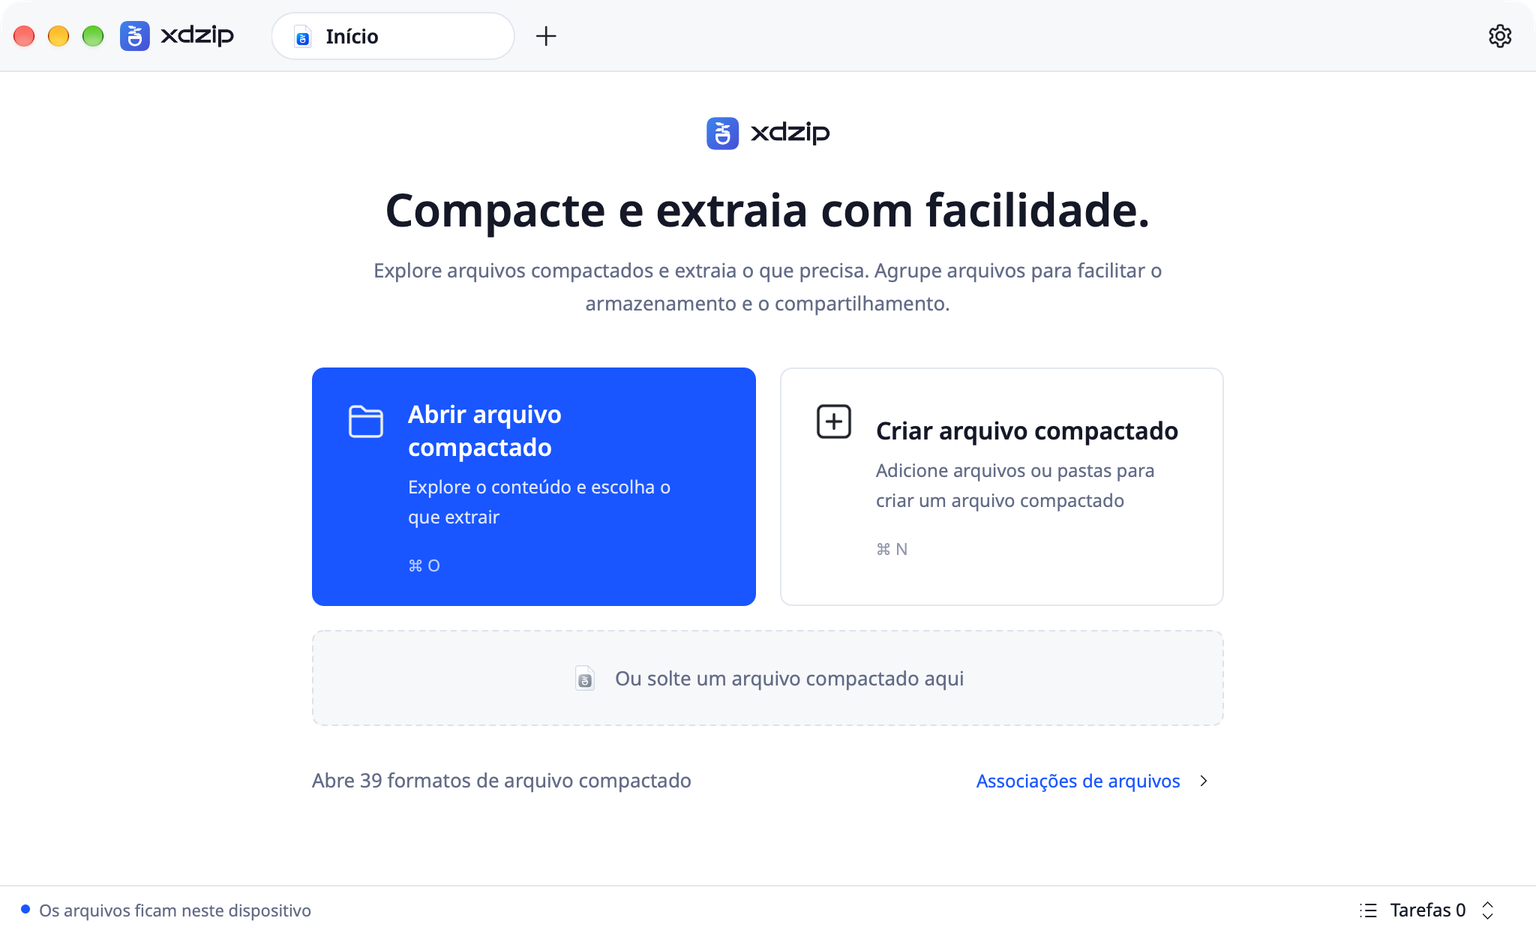 xdzip
Início
xdzip
Compacte e extraia com facilidade.
Explore arquivos compactados e extraia o que precisa. Agrupe arquivos para facilitar o
armazenamento e o compartilhamento.
Abrir arquivo
compactado
Explore o conteúdo e escolha o
que extrair
⌘ O
Criar arquivo compactado
Adicione arquivos ou pastas para
criar um arquivo compactado
⌘ N
Ou solte um arquivo compactado aqui
Abre 39 formatos de arquivo compactado
Associações de arquivos
Os arquivos ficam neste dispositivo
Tarefas 0